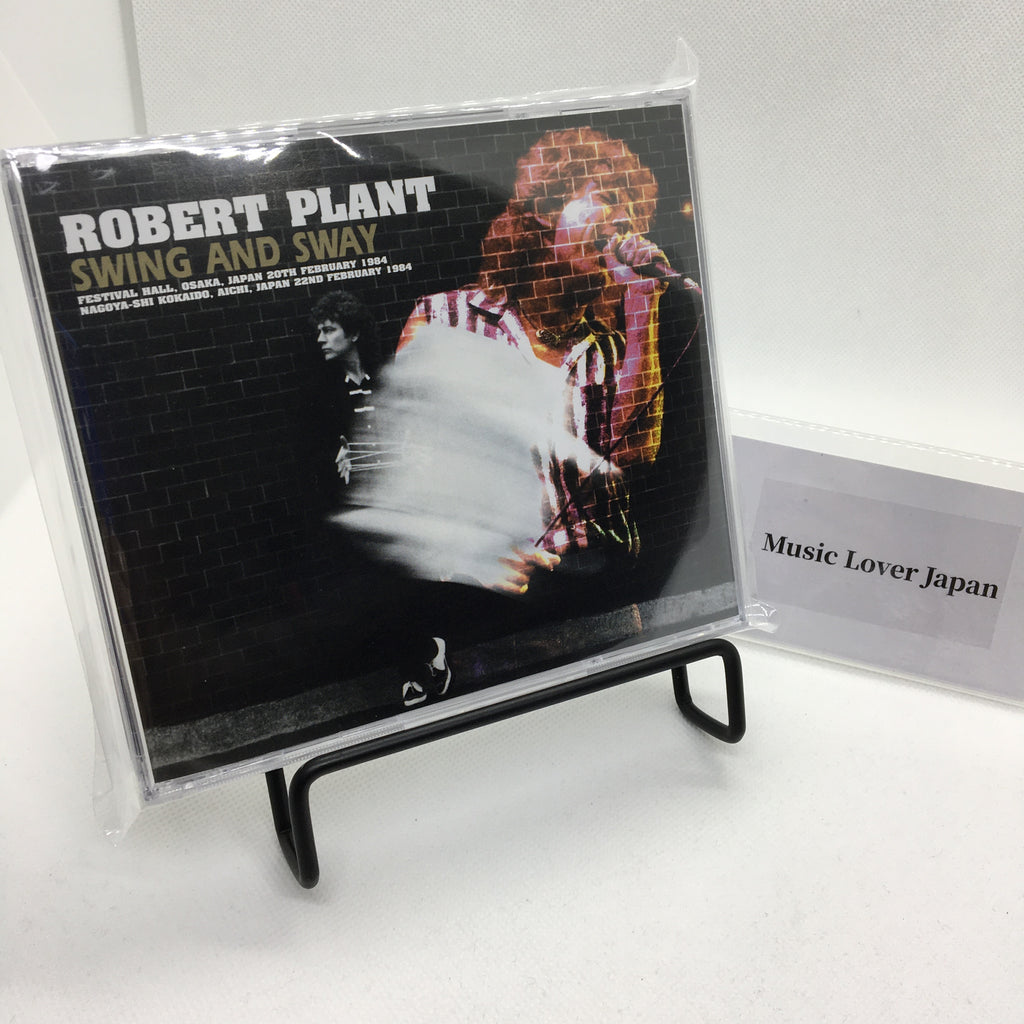 ROBERT PLANT
SWING AND SWAY
FESTIVAL HALL, OSAKA, JAPAN 20TH FEBRUARY 1984
NAGOYA-SHI KOKAIDO, AICHI, JAPAN 22ND FEBRUARY 1984
Music Lover Japan